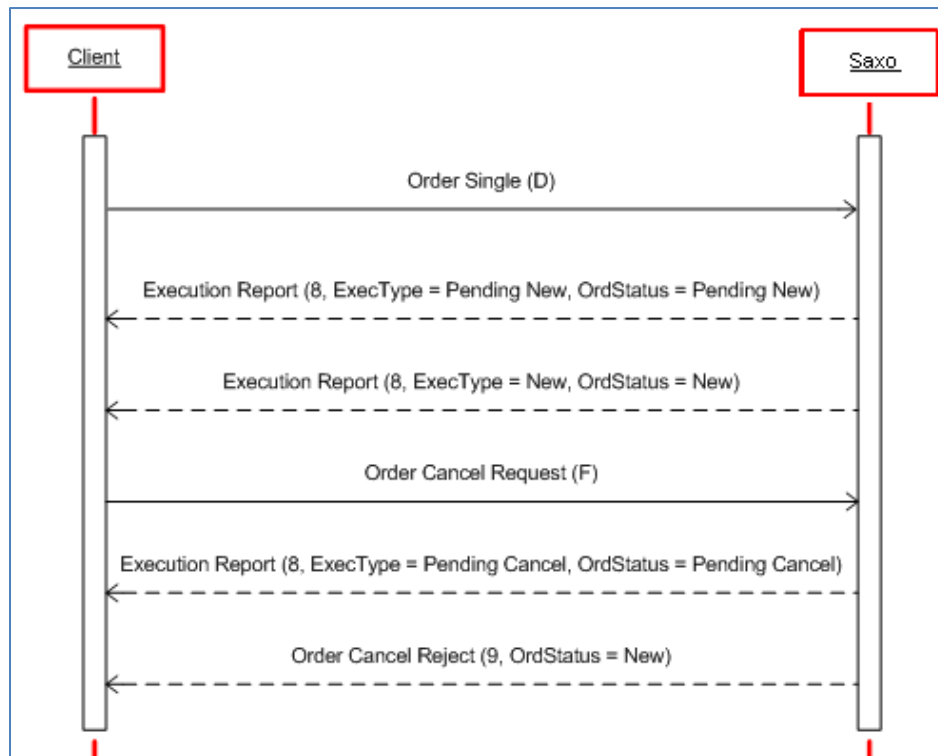 Client
Saxo
Order Single (D)
Execution Report (8, ExecType = Pending New, OrdStatus = Pending New)
Execution Report (8, ExecType = New, OrdStatus = New)
Order Cancel Request (F)
Execution Report (8, ExecType = Pending Cancel, OrdStatus = Pending Cancel)
Order Cancel Reject (9, OrdStatus = New)